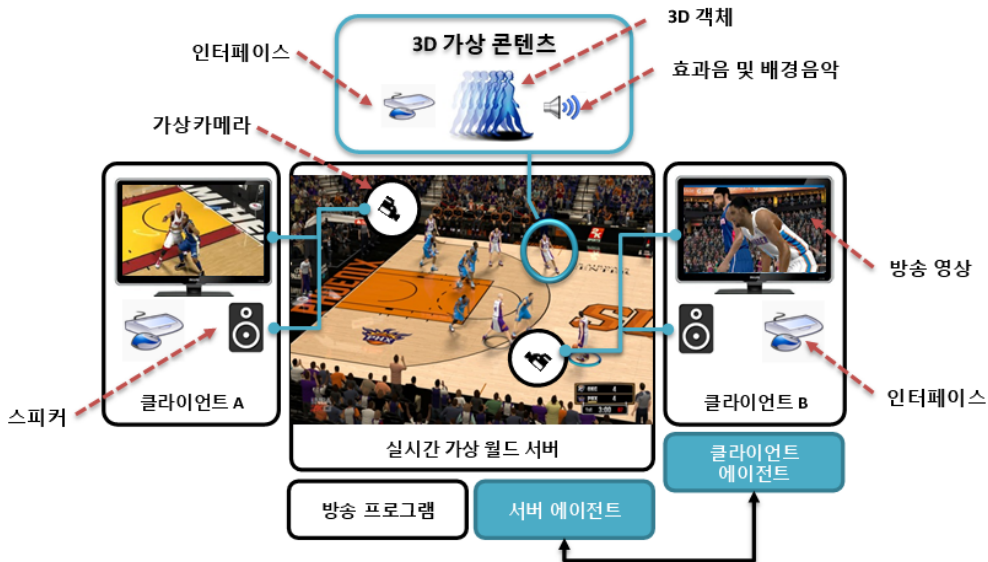 3D 객체
3D 가상 콘텐츠
인터페이스
효과음 및 배경음악
가상카메라
PHOENIX
PHX
방송 영상
스피커
클라이언트 A
클라이언트 B
인터페이스
실시간 가상 월드 서버
클라이언트
에이전트
방송 프로그램
서버 에이전트